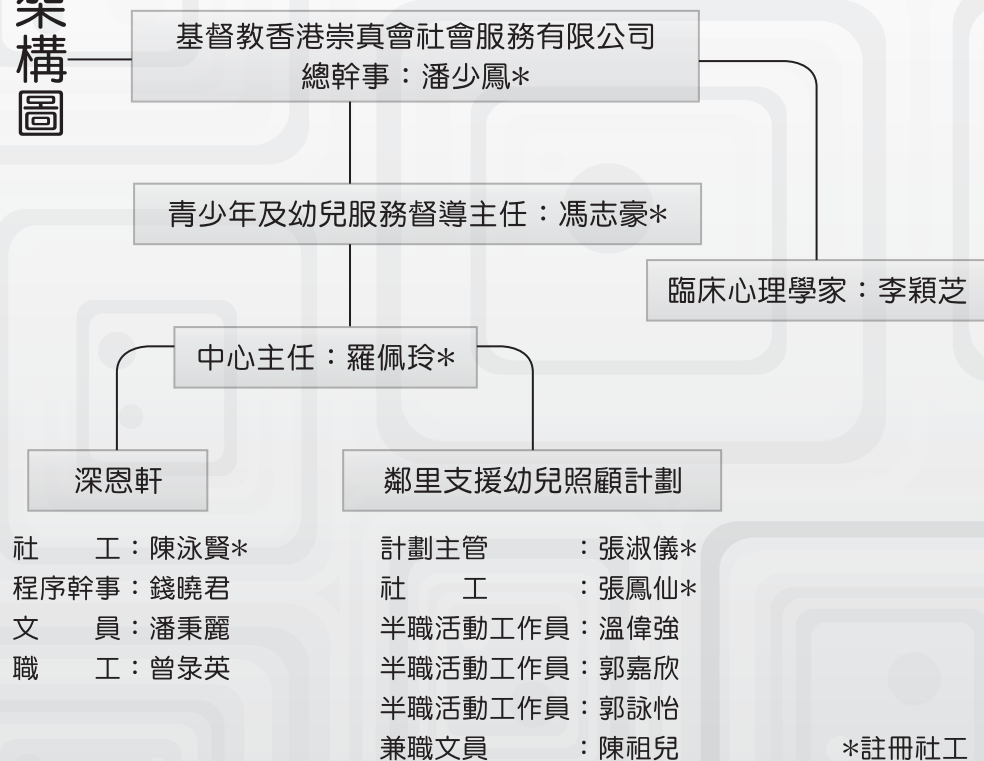 架構圖
基督教香港崇真會社會服務有限公司
總幹事：潘少鳳*
青少年及幼兒服務督導主任：馮志豪*
臨床心理學家：李穎芝
中心主任：羅佩玲*
深恩軒
社　　工：陳泳賢*
程序幹事：錢曉君
文　　員：潘秉麗
職　　工：曾彔英
鄰里支援幼兒照顧計劃
計劃主管　　　：張淑儀*
社　　工　　　：張鳳仙*
半職活動工作員：溫偉強
半職活動工作員：郭嘉欣
半職活動工作員：郭詠怡
兼職文員　　　：陳祖兒
*註冊社工